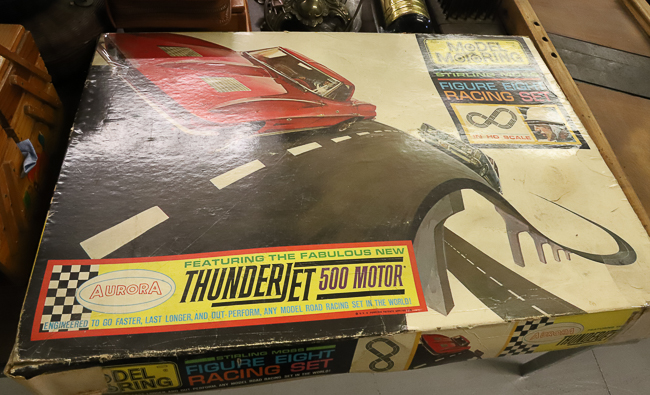 MODEL
MOTORING
STIRLING MOSS
FIGURE EIGHT
RACING SET
IN HO SCALE
FEATURING THE FABULOUS NEW
AURORA
THUNDERJET 500 MOTOR
ENGINEERED TO GO FASTER, LAST LONGER, AND OUT-PERFORM, ANY MODEL ROAD RACING SET IN THE WORLD!
STIRLING MOSS
DEL
ORING
FIGURE EIGHT
RACING SET
AURORA